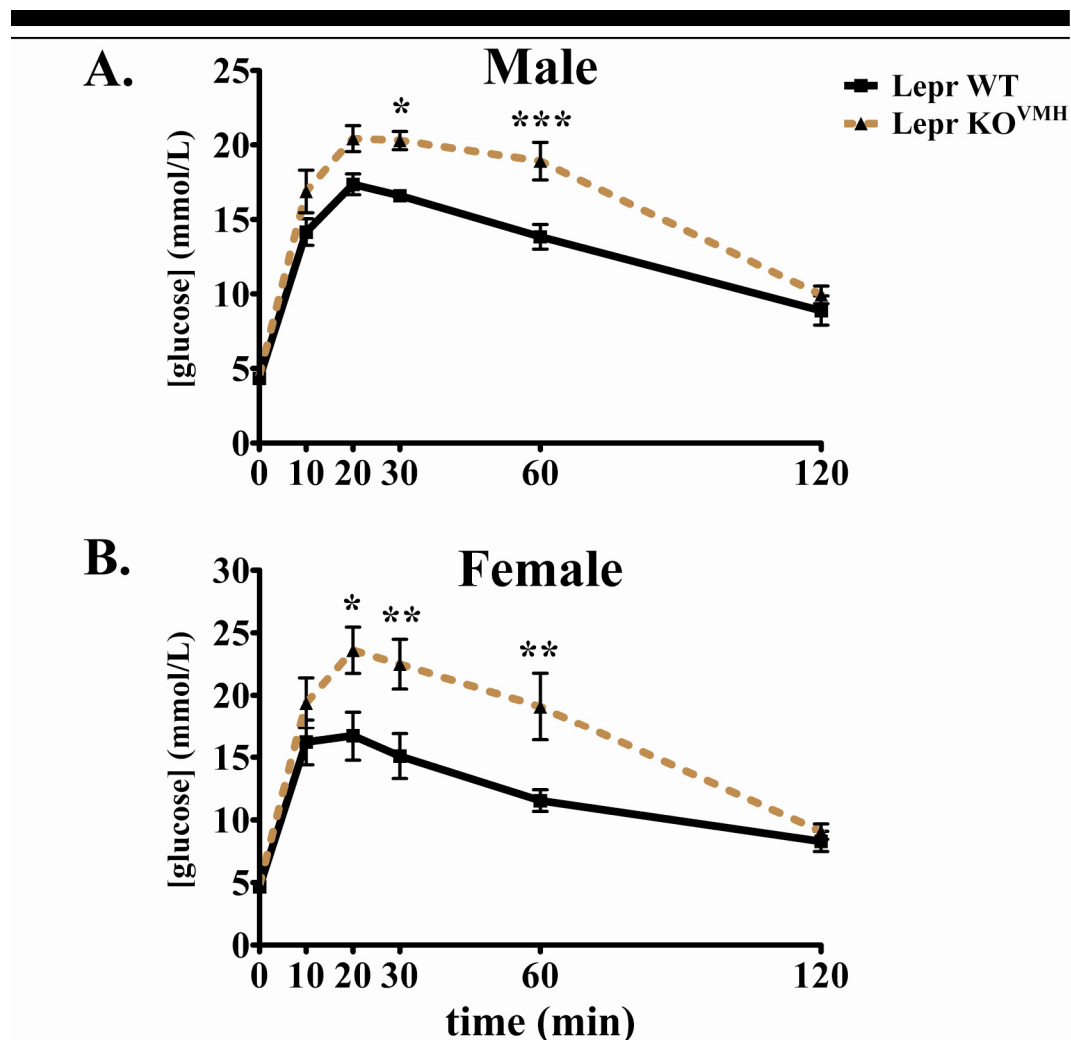 A.
Male
Lepr WT
Lepr KO^VMH
[glucose] (mmol/L)
25
20
15
10
5
0
*
***
0 10 20 30 60 120
B.
Female
[glucose] (mmol/L)
30
25
20
15
10
5
0
*
**
**
0 10 20 30 60 120
time (min)